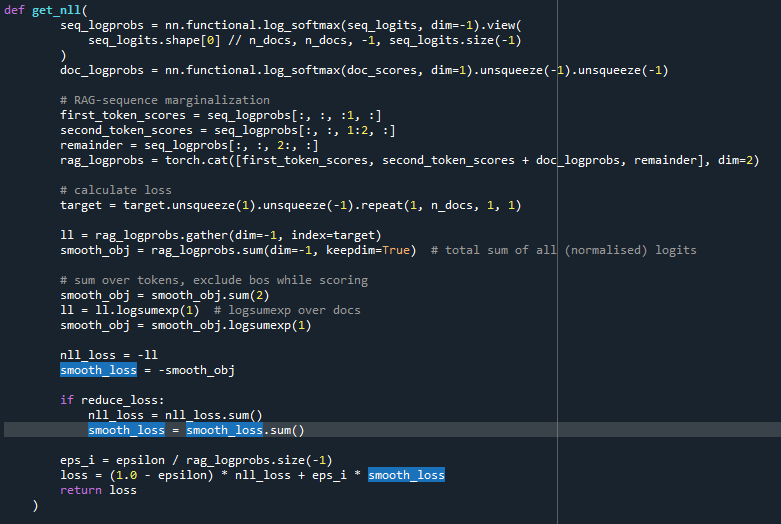 def get_nll(
        seq_logprobs = nn.functional.log_softmax(seq_logits, dim=-1).view(
            seq_logits.shape[0] // n_docs, n_docs, -1, seq_logits.size(-1)
        )
        doc_logprobs = nn.functional.log_softmax(doc_scores, dim=1).unsqueeze(-1).unsqueeze(-1)

        # RAG-sequence marginalization
        first_token_scores = seq_logprobs[:, :, :1, :]
        second_token_scores = seq_logprobs[:, :, 1:2, :]
        remainder = seq_logprobs[:, :, 2:, :]
        rag_logprobs = torch.cat([first_token_scores, second_token_scores + doc_logprobs, remainder], dim=2)

        # calculate loss
        target = target.unsqueeze(1).unsqueeze(-1).repeat(1, n_docs, 1, 1)

        ll = rag_logprobs.gather(dim=-1, index=target)
        smooth_obj = rag_logprobs.sum(dim=-1, keepdim=True)  # total sum of all (normalised) logits

        # sum over tokens, exclude bos while scoring
        smooth_obj = smooth_obj.sum(2)
        ll = ll.logsumexp(1)  # logsumexp over docs
        smooth_obj = smooth_obj.logsumexp(1)

        nll_loss = -ll
        smooth_loss = -smooth_obj

        if reduce_loss:
            nll_loss = nll_loss.sum()
            smooth_loss = smooth_loss.sum()

        eps_i = epsilon / rag_logprobs.size(-1)
        loss = (1.0 - epsilon) * nll_loss + eps_i * smooth_loss
        return loss
    )